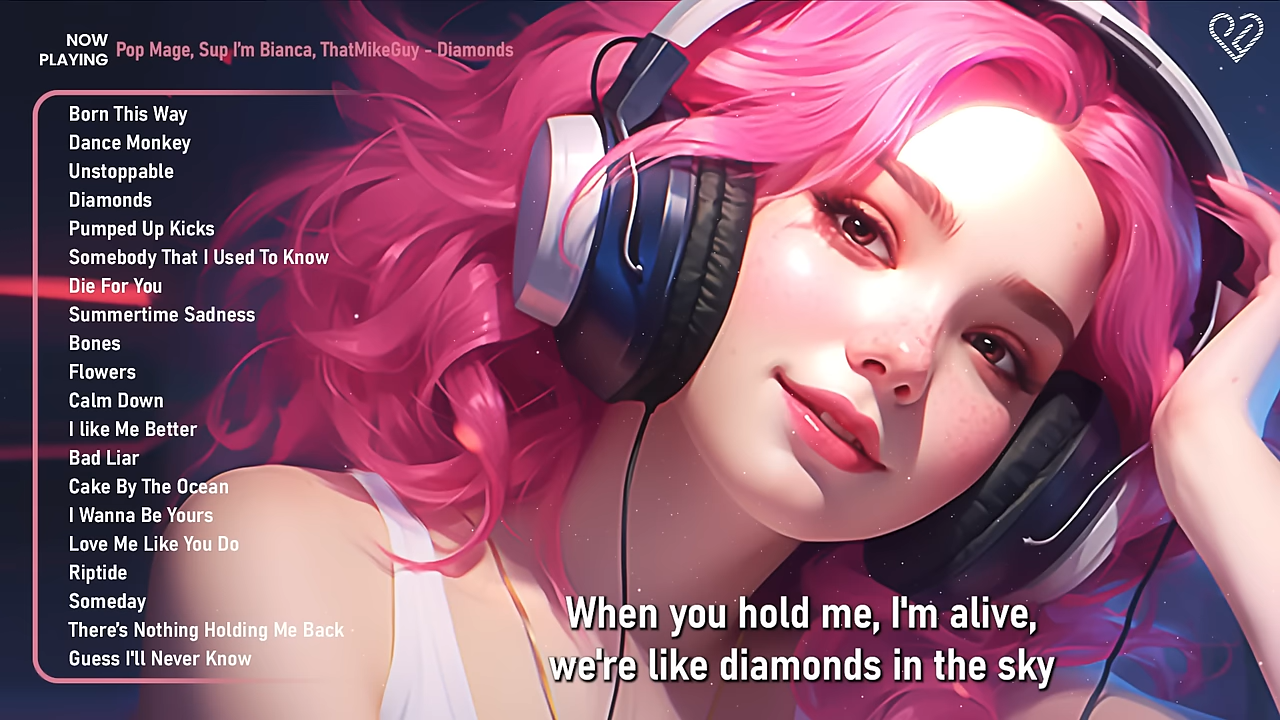 NOW
PLAYING
Pop Mage, Sup I'm Bianca, ThatMikeGuy - Diamonds
Born This Way
Dance Monkey
Unstoppable
Diamonds
Pumped Up Kicks
Somebody That I Used To Know
Die For You
Summertime Sadness
Bones
Flowers
Calm Down
I like Me Better
Bad Liar
Cake By The Ocean
I Wanna Be Yours
Love Me Like You Do
Riptide
Someday
There's Nothing Holding Me Back
Guess I'll Never Know
When you hold me, I'm alive,
we're like diamonds in the sky